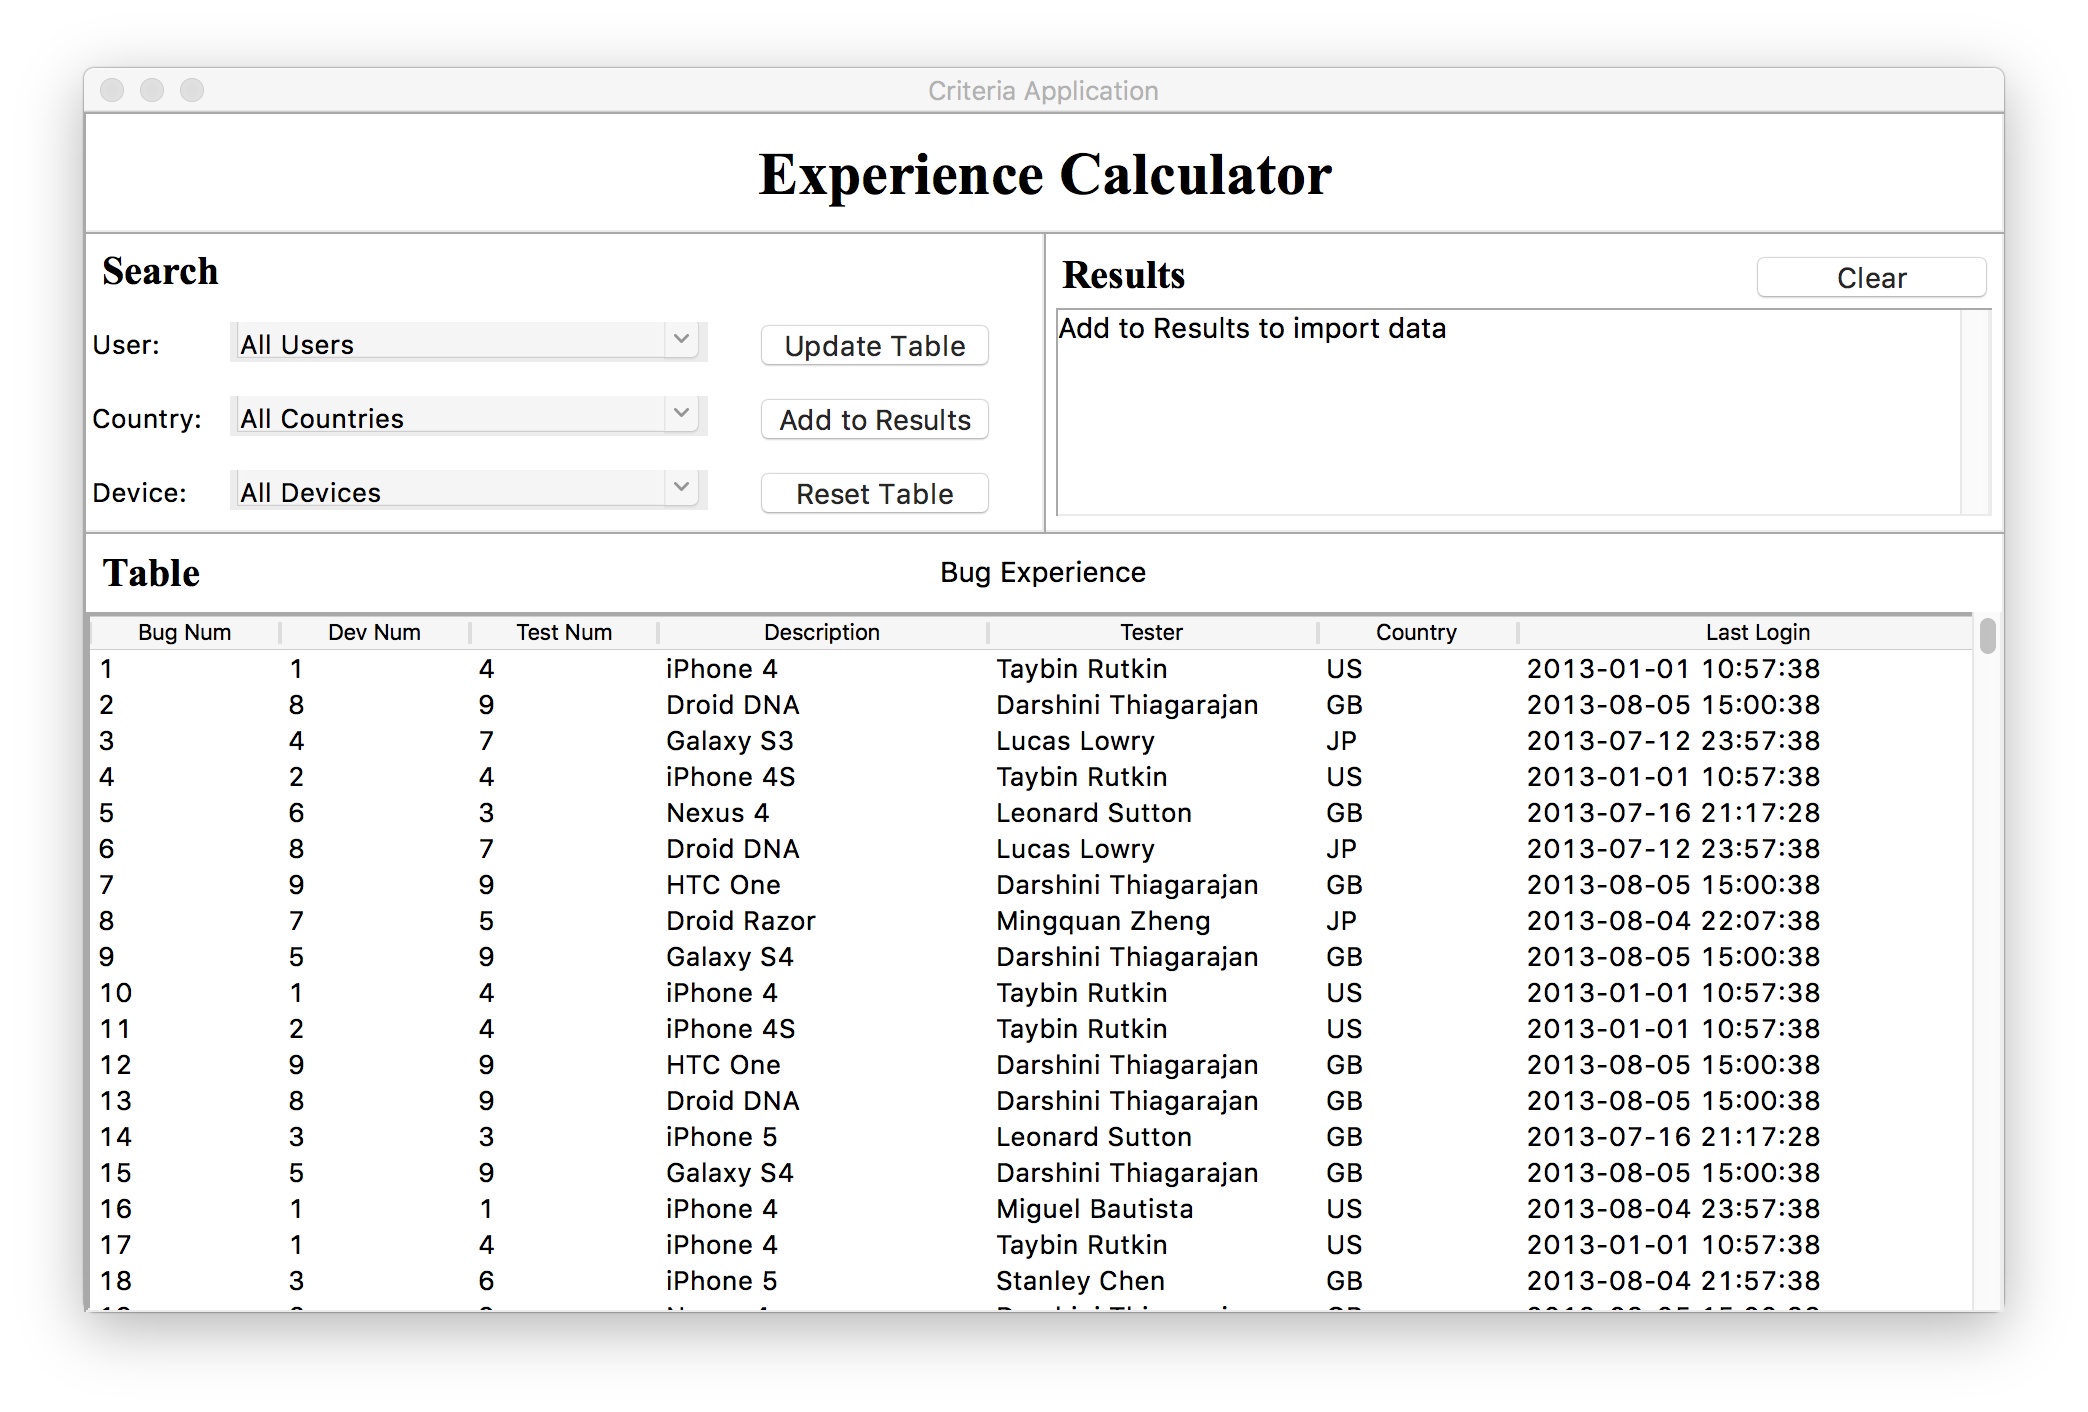 Criteria Application
Experience Calculator
Search
User: All Users Update Table
Country: All Countries Add to Results
Device: All Devices Reset Table
Results Clear
Add to Results to import data
Table Bug Experience
Bug Num Dev Num Test Num Description Tester Country Last Login
1 1 4 iPhone 4 Taybin Rutkin US 2013-01-01 10:57:38
2 8 9 Droid DNA Darshini Thiagarajan GB 2013-08-05 15:00:38
3 4 7 Galaxy S3 Lucas Lowry JP 2013-07-12 23:57:38
4 2 4 iPhone 4S Taybin Rutkin US 2013-01-01 10:57:38
5 6 3 Nexus 4 Leonard Sutton GB 2013-07-16 21:17:28
6 8 7 Droid DNA Lucas Lowry JP 2013-07-12 23:57:38
7 9 9 HTC One Darshini Thiagarajan GB 2013-08-05 15:00:38
8 7 5 Droid Razor Mingquan Zheng JP 2013-08-04 22:07:38
9 5 9 Galaxy S4 Darshini Thiagarajan GB 2013-08-05 15:00:38
10 1 4 iPhone 4 Taybin Rutkin US 2013-01-01 10:57:38
11 2 4 iPhone 4S Taybin Rutkin US 2013-01-01 10:57:38
12 9 9 HTC One Darshini Thiagarajan GB 2013-08-05 15:00:38
13 8 9 Droid DNA Darshini Thiagarajan GB 2013-08-05 15:00:38
14 3 3 iPhone 5 Leonard Sutton GB 2013-07-16 21:17:28
15 5 9 Galaxy S4 Darshini Thiagarajan GB 2013-08-05 15:00:38
16 1 1 iPhone 4 Miguel Bautista US 2013-08-04 23:57:38
17 1 4 iPhone 4 Taybin Rutkin US 2013-01-01 10:57:38
18 3 6 iPhone 5 Stanley Chen GB 2013-08-04 21:57:38